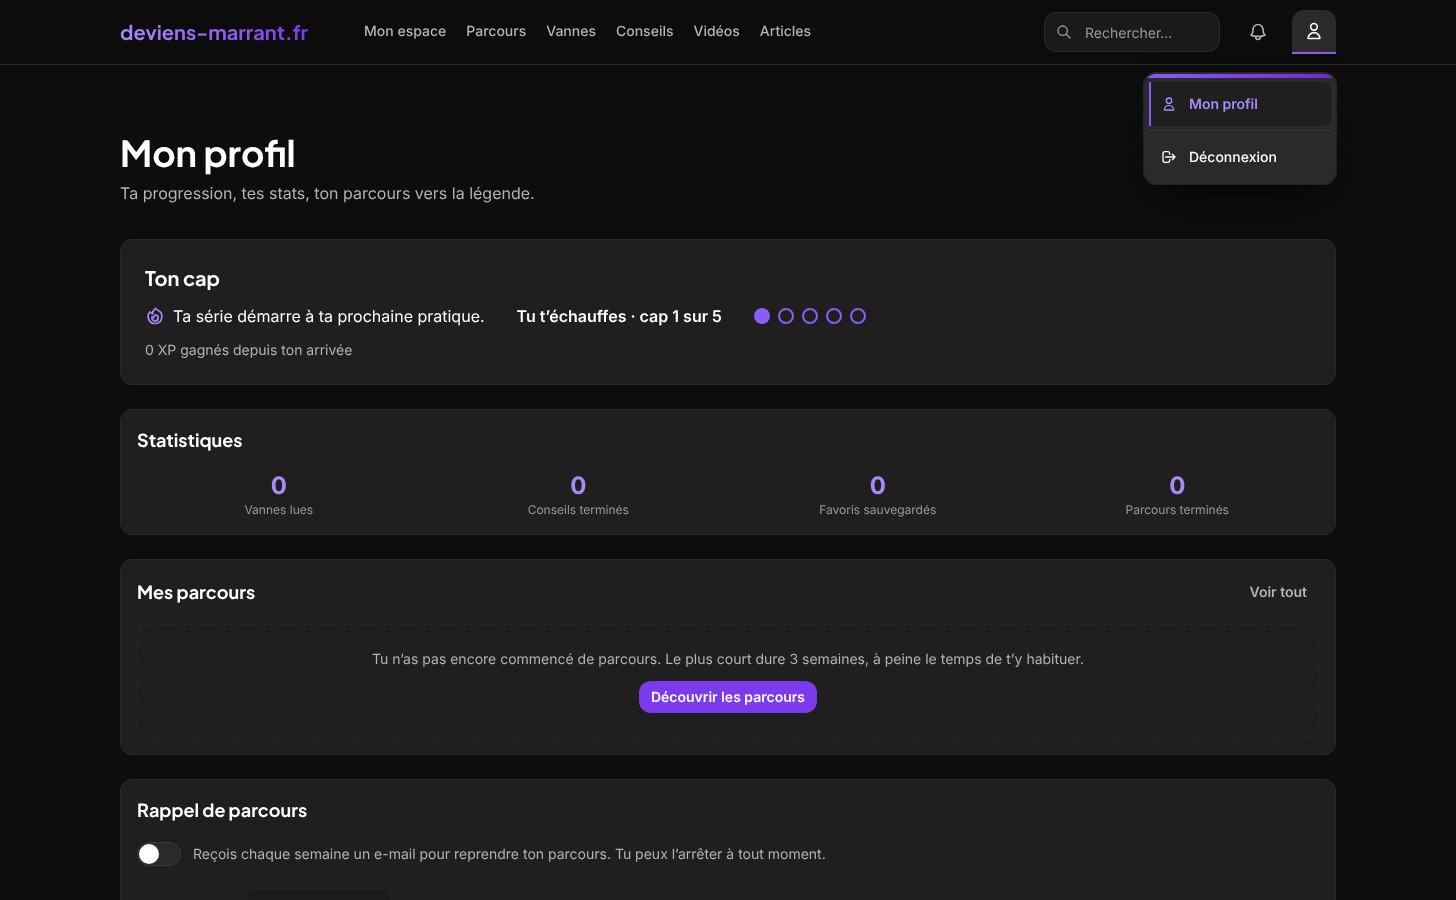 deviens-marrant.fr
Mon espace
Parcours
Vannes
Conseils
Vidéos
Articles
Rechercher...
Mon profil
Déconnexion
Mon profil
Ta progression, tes stats, ton parcours vers la légende.
Ton cap
Ta série démarre à ta prochaine pratique.
Tu t’échauffes · cap 1 sur 5
0 XP gagnés depuis ton arrivée
Statistiques
0
Vannes lues
0
Conseils terminés
0
Favoris sauvegardés
0
Parcours terminés
Mes parcours
Voir tout
Tu n’as pas encore commencé de parcours. Le plus court dure 3 semaines, à peine le temps de t’y habituer.
Découvrir les parcours
Rappel de parcours
Reçois chaque semaine un e-mail pour reprendre ton parcours. Tu peux l’arrêter à tout moment.